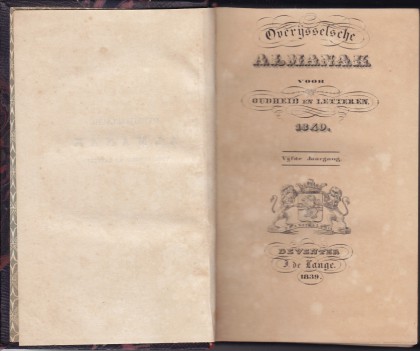 Overijsselsche
ALMANAK
VOOR
OUDHEID EN LETTEREN.
1840.
Vijfde Jaargang.
DEVENTER
J. de Lange.
1839.